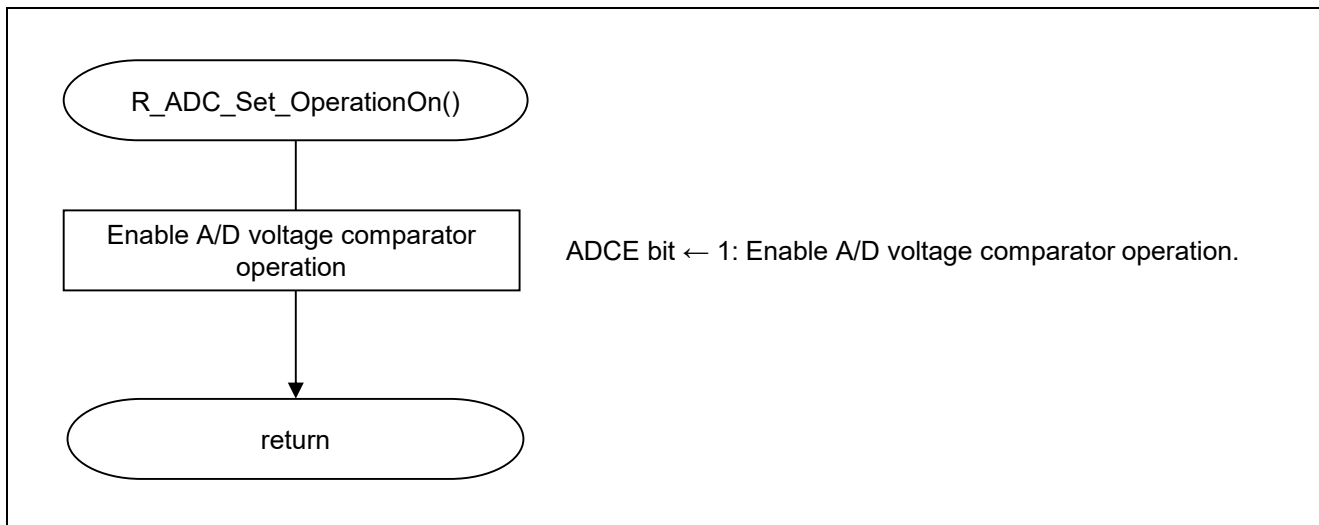 R_ADC_Set_OperationOn()
Enable A/D voltage comparator
operation
ADCE bit ← 1: Enable A/D voltage comparator operation.
return